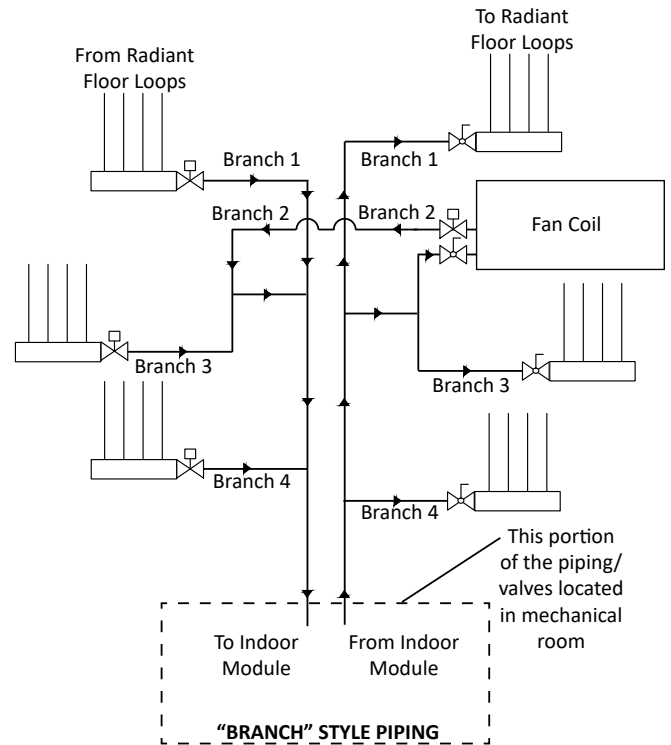 To Radiant
Floor Loops
From Radiant
Floor Loops
Branch 1
Branch 1
Branch 2
Branch 2
Fan Coil
Branch 3
Branch 3
Branch 4
Branch 4
This portion
of the piping/
valves located
in mechanical
room
To Indoor
Module
From Indoor
Module
“BRANCH” STYLE PIPING